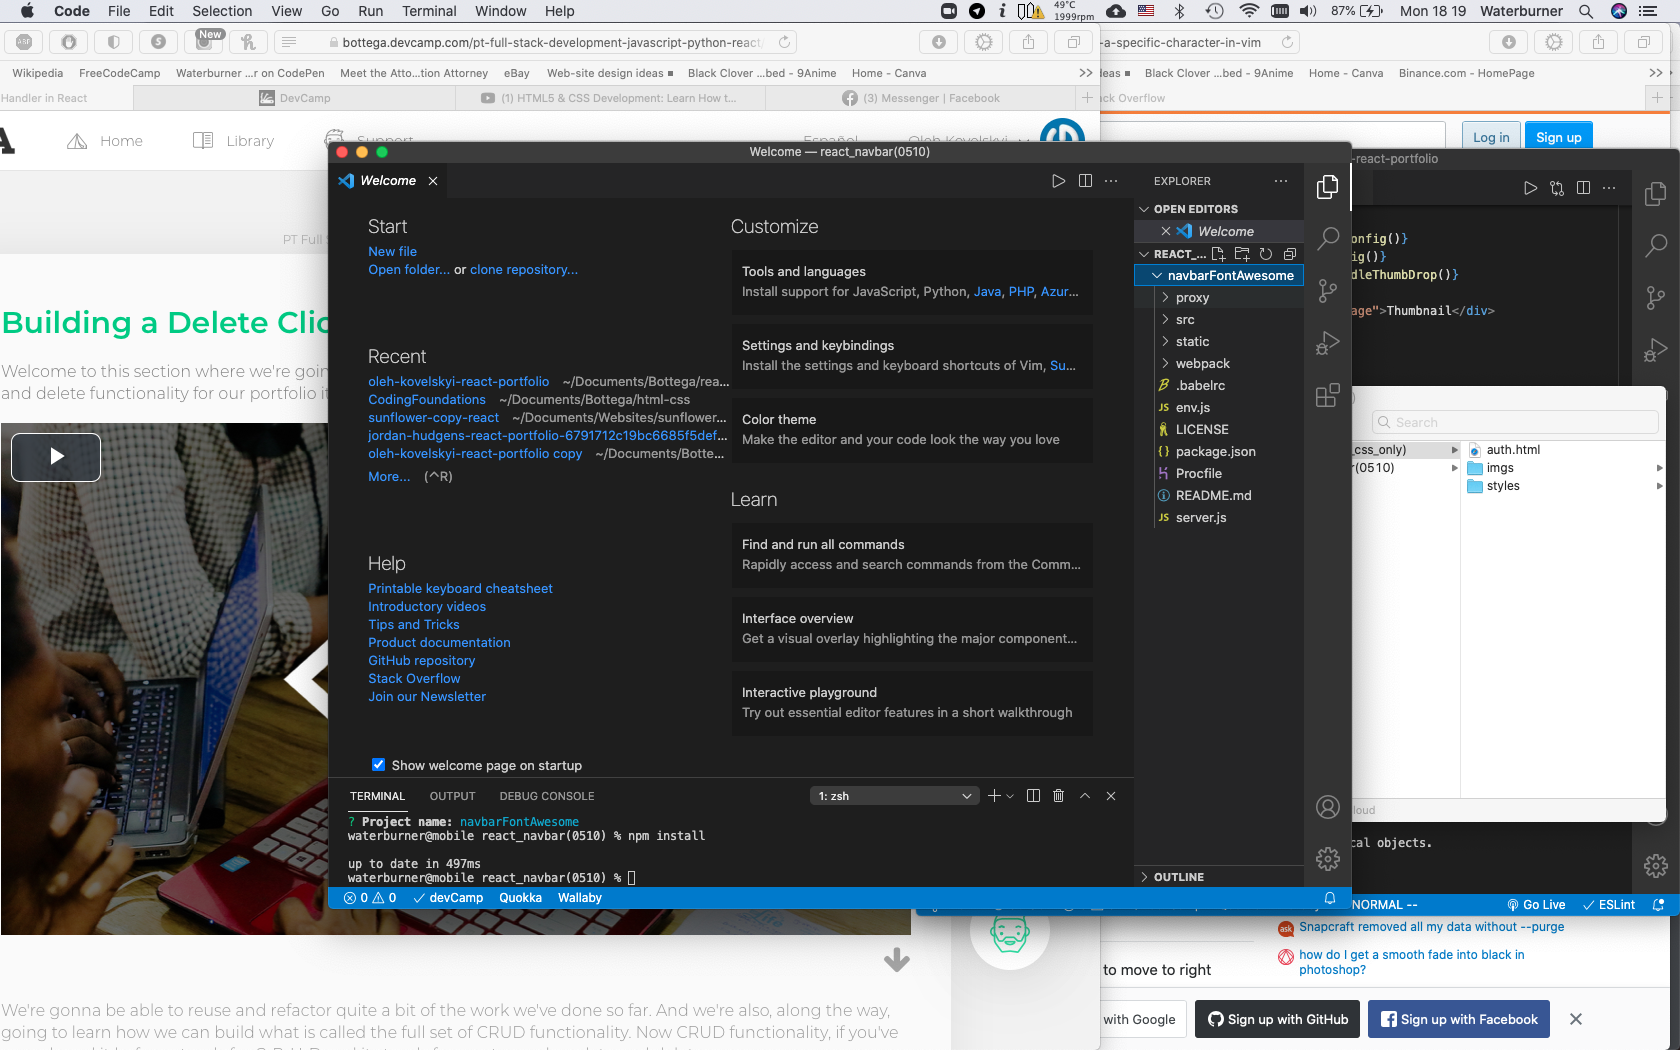 Code File Edit Selection View Go Run Terminal Window Help
49°C
1999rpm
87% Mon 18 19 Waterburner
New
bottega.devcamp.com/pt-full-stack-development-javascript-python-react/
-a-specific-character-in-vim
Wikipedia FreeCodeCamp Waterburner ...r on CodePen Meet the Atto...tion Attorney eBay Web-site design ideas Black Clover ...bed - 9Anime Home - Canva
leas Black Clover ...bed - 9Anime Home - Canva Binance.com - HomePage
Handler in React
DevCamp
(1) HTML5 & CSS Development: Learn How t...
(3) Messenger | Facebook
ck Overflow
Home
Library
Support
Español
Oleh Kovelskyi
Log in
Sign up
PT Full
Building a Delete Clic
Welcome to this section where we're goin
and delete functionality for our portfolio it
Welcome — react_navbar(0510)
Welcome
Start
New file
Open folder... or clone repository...
Recent
oleh-kovelskyi-react-portfolio ~/Documents/Bottega/rea...
CodingFoundations ~/Documents/Bottega/html-css
sunflower-copy-react ~/Documents/Websites/sunflower...
jordan-hudgens-react-portfolio-6791712c19bc6685f5def...
oleh-kovelskyi-react-portfolio copy ~/Documents/Botte...
More... (^R)
Help
Printable keyboard cheatsheet
Introductory videos
Tips and Tricks
Product documentation
GitHub repository
Stack Overflow
Join our Newsletter
Show welcome page on startup
Customize
Tools and languages
Install support for JavaScript, Python, Java, PHP, Azur...
Settings and keybindings
Install the settings and keyboard shortcuts of Vim, Su...
Color theme
Make the editor and your code look the way you love
Learn
Find and run all commands
Rapidly access and search commands from the Comm...
Interface overview
Get a visual overlay highlighting the major component...
Interactive playground
Try out essential editor features in a short walkthrough
EXPLORER
OPEN EDITORS
Welcome
REACT_...
navbarFontAwesome
proxy
src
static
webpack
.babelrc
JS env.js
LICENSE
{} package.json
Procfile
README.md
JS server.js
OUTLINE
TERMINAL OUTPUT DEBUG CONSOLE
1: zsh
? Project name: navbarFontAwesome
waterburner@mobile react_navbar(0510) % npm install
up to date in 497ms
waterburner@mobile react_navbar(0510) %
0 0 devCamp Quokka Wallaby
-react-portfolio
onfig()}
ig()}
dleThumbDrop()}
age">Thumbnail</div>
Search
_css_only)
r(0510)
auth.html
imgs
styles
loud
cal objects.
NORMAL --
Go Live
ESLint
ask Snapcraft removed all my data without --purge
how do I get a smooth fade into black in
photoshop?
to move to right
with Google
Sign up with GitHub
Sign up with Facebook
We're gonna be able to reuse and refactor quite a bit of the work we've done so far. And we're also, along the way,
going to learn how we can build what is called the full set of CRUD functionality. Now CRUD functionality, if you've